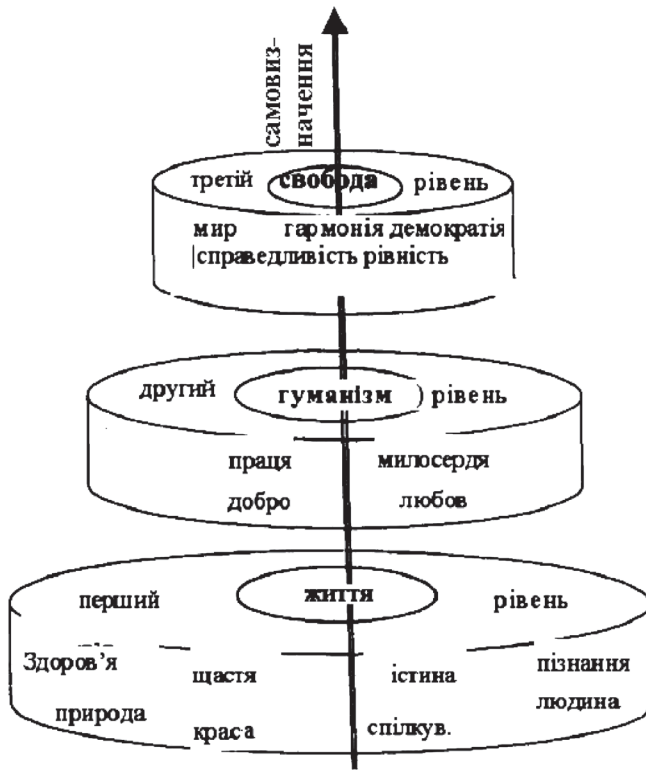 самовиз-
начення
третій свобода рівень
мир гармонія демократія
справедливість рівність
другий гуманізм рівень
праця милосердя
добро любов
перший життя рівень
Здоров’я щастя істина пізнання
природа краса спілкув. людина